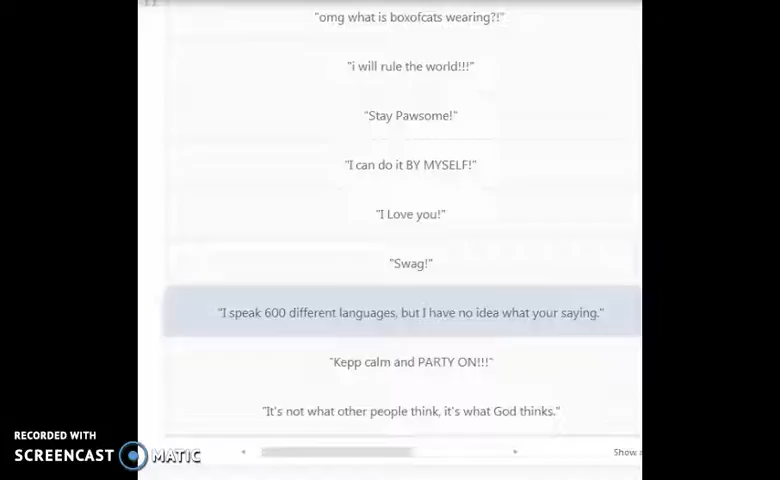 "omg what is boxofcats wearing?!"
"i will rule the world!!!"
"Stay Pawsome!"
"I can do it BY MYSELF!"
"I Love you!"
"Swag!"
"I speak 600 different languages, but I have no idea what your saying."
"Kepp calm and PARTY ON!!!"
"It's not what other people think, it's what God thinks."
Show
RECORDED WITH
SCREENCAST MATIC